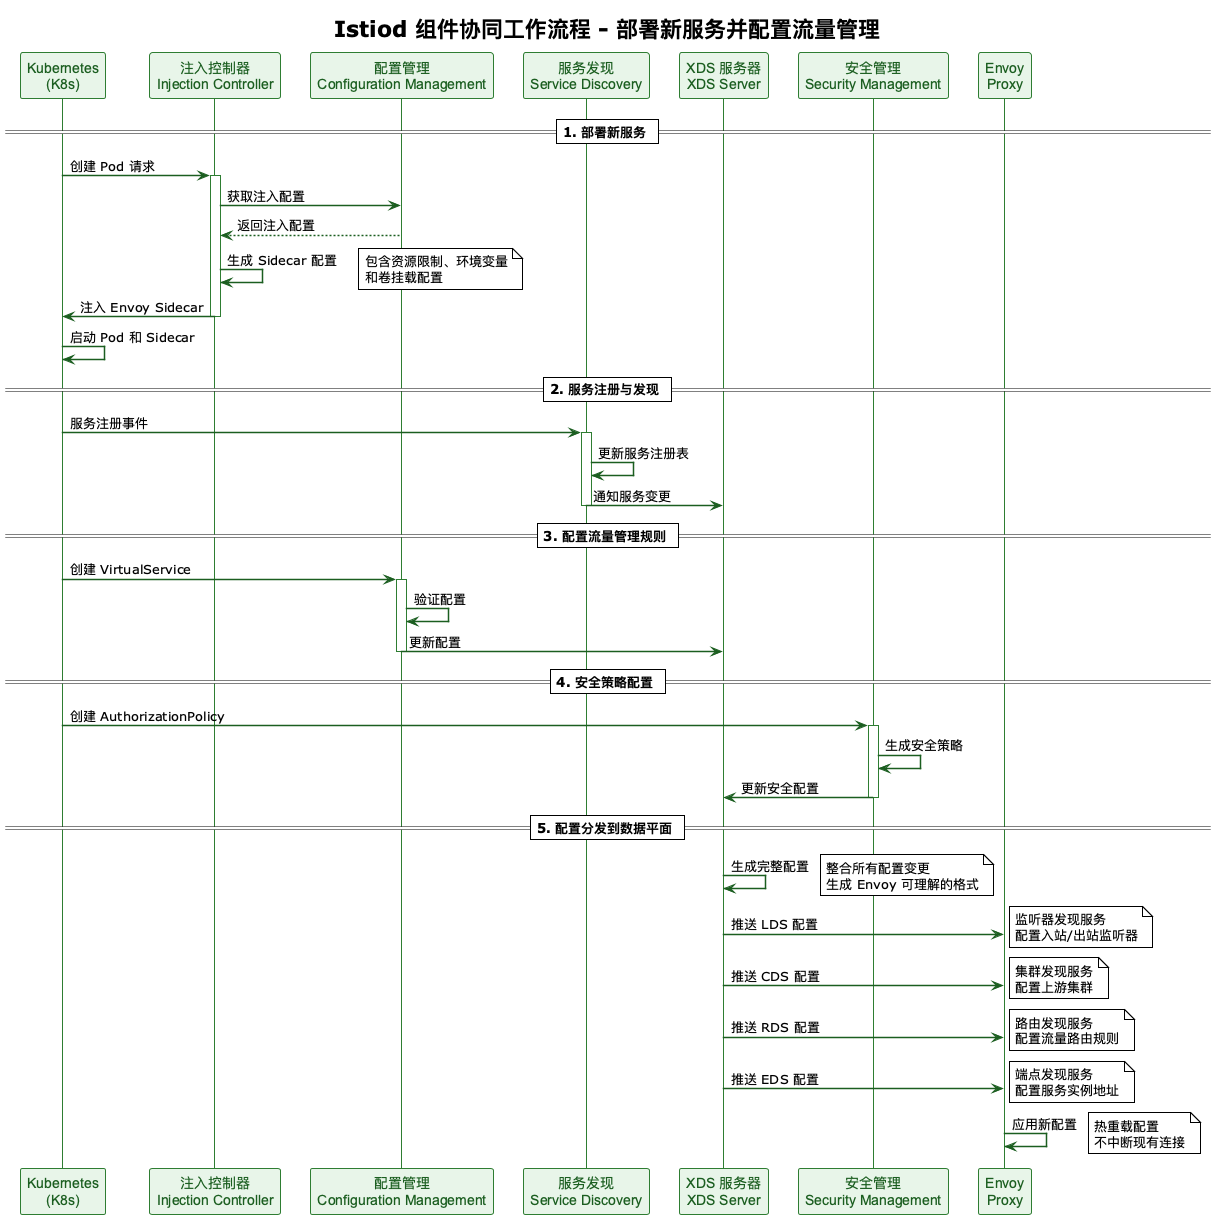 Istiod 组件协同工作流程 - 部署新服务并配置流量管理
Kubernetes
(K8s)
注入控制器
Injection Controller
配置管理
Configuration Management
服务发现
Service Discovery
XDS 服务器
XDS Server
安全管理
Security Management
Envoy
Proxy
1. 部署新服务
创建 Pod 请求
获取注入配置
返回注入配置
生成 Sidecar 配置
包含资源限制、环境变量
和卷挂载配置
注入 Envoy Sidecar
启动 Pod 和 Sidecar
2. 服务注册与发现
服务注册事件
更新服务注册表
通知服务变更
3. 配置流量管理规则
创建 VirtualService
验证配置
更新配置
4. 安全策略配置
创建 AuthorizationPolicy
生成安全策略
更新安全配置
5. 配置分发到数据平面
生成完整配置
整合所有配置变更
生成 Envoy 可理解的格式
推送 LDS 配置
监听器发现服务
配置入站/出站监听器
推送 CDS 配置
集群发现服务
配置上游集群
推送 RDS 配置
路由发现服务
配置流量路由规则
推送 EDS 配置
端点发现服务
配置服务实例地址
应用新配置
热重载配置
不中断现有连接
Kubernetes
(K8s)
注入控制器
Injection Controller
配置管理
Configuration Management
服务发现
Service Discovery
XDS 服务器
XDS Server
安全管理
Security Management
Envoy
Proxy